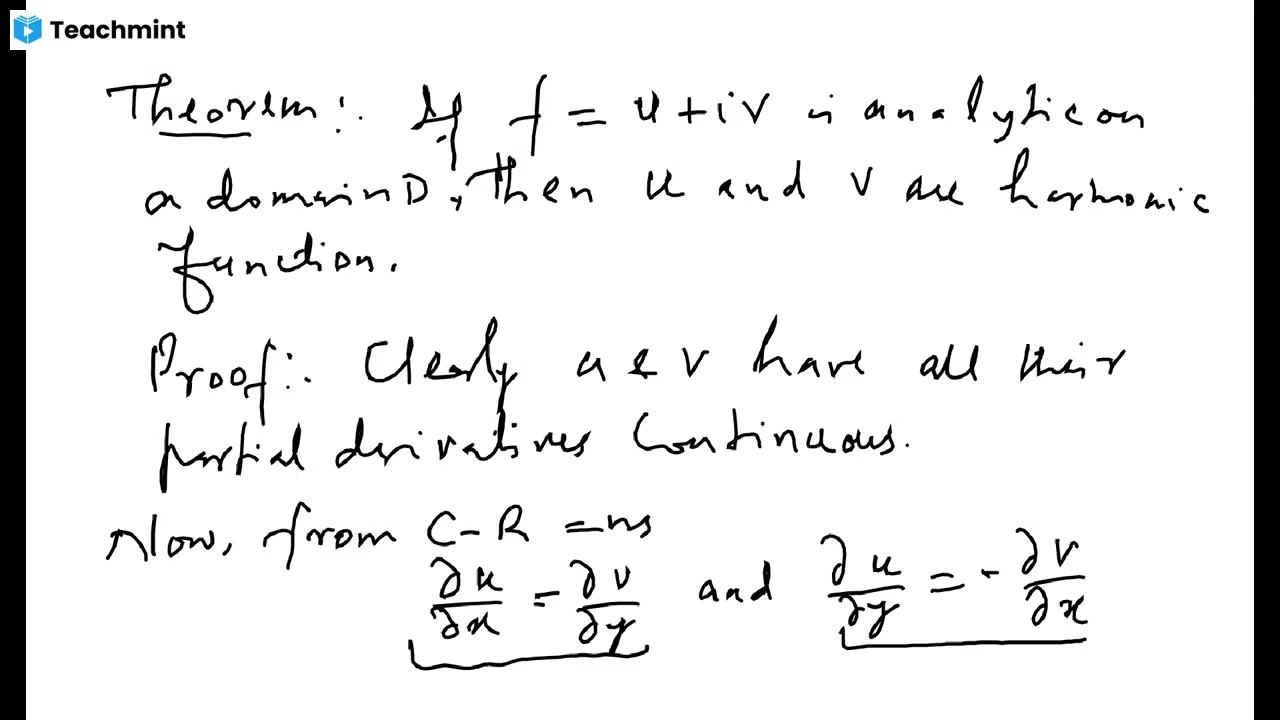 Teachmint
Theorem:. If f = u + iv is analytic on
a domain D, then u and v are harmonic
function.
Proof:. Clearly u & v have all their
partial derivatives continuous.
Now, from C-R =ns
∂u/∂x = ∂v/∂y and ∂u/∂y = -∂v/∂x